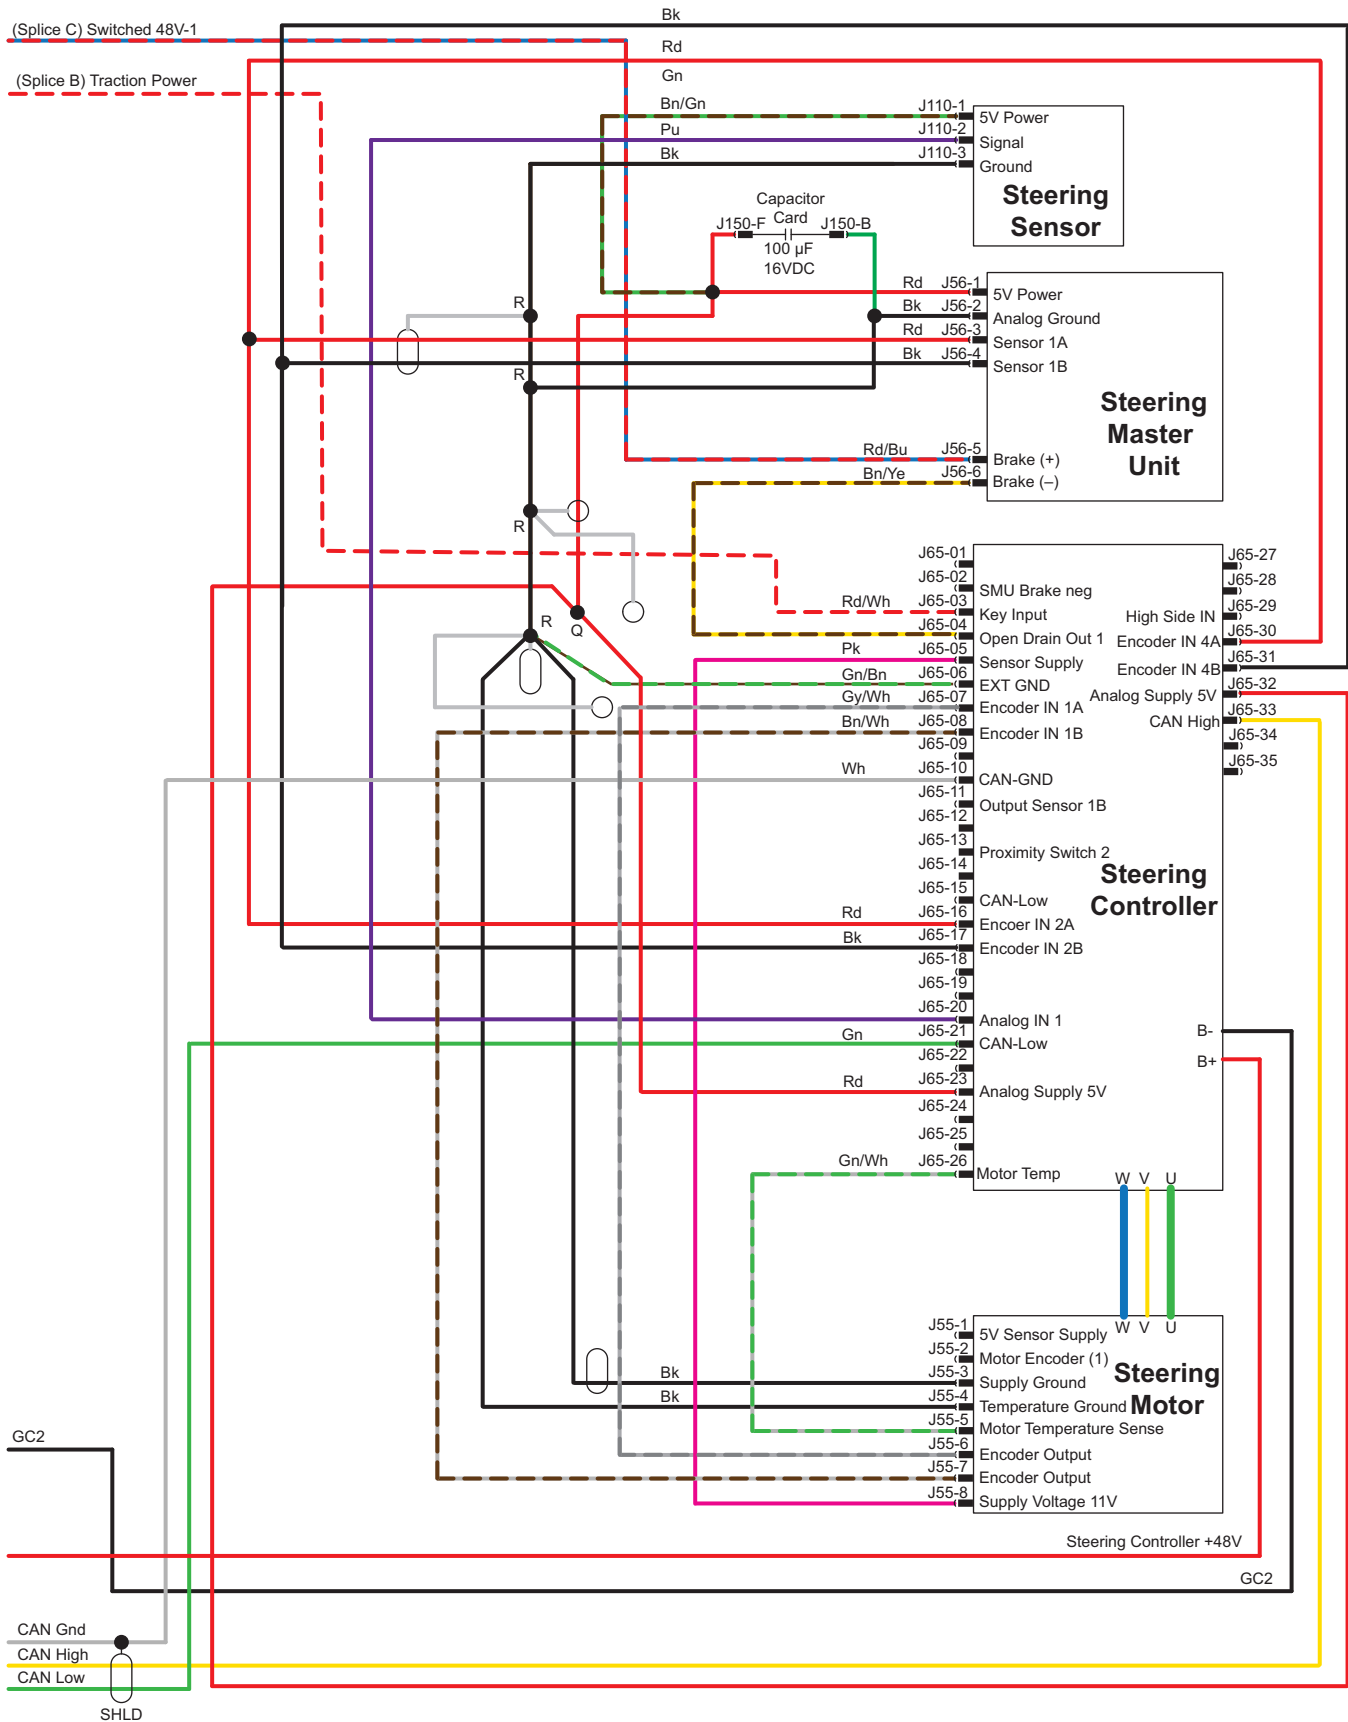 Bk
(Splice C) Switched 48V-1
Rd
(Splice B) Traction Power
Gn
Bn/Gn
J110-1
5V Power
Pu
J110-2
Signal
Bk
J110-3
Ground
Steering
Sensor
Capacitor
Card
J150-F
J150-B
100 µF
16VDC
Rd
J56-1
5V Power
R
Bk
J56-2
Analog Ground
Rd
J56-3
Sensor 1A
Bk
J56-4
Sensor 1B
R
Steering
Master
Unit
Rd/Bu
J56-5
Brake (+)
Bn/Ye
J56-6
Brake (–)
R
J65-01
J65-27
J65-02
SMU Brake neg
J65-28
Rd/Wh
J65-03
Key Input
High Side IN
J65-29
R
Q
J65-04
Open Drain Out 1
Encoder IN 4A
J65-30
Pk
J65-05
Sensor Supply
Encoder IN 4B
J65-31
Gn/Bn
J65-06
EXT GND
Analog Supply 5V
J65-32
Gy/Wh
J65-07
Encoder IN 1A
CAN High
J65-33
Bn/Wh
J65-08
Encoder IN 1B
J65-34
J65-09
J65-35
Wh
J65-10
CAN-GND
J65-11
Output Sensor 1B
J65-12
J65-13
Proximity Switch 2
J65-14
Steering
Controller
J65-15
CAN-Low
Rd
J65-16
Encoer IN 2A
Bk
J65-17
Encoder IN 2B
J65-18
J65-19
J65-20
Analog IN 1
Gn
J65-21
CAN-Low
B-
J65-22
B+
Rd
J65-23
Analog Supply 5V
J65-24
J65-25
Gn/Wh
J65-26
Motor Temp
W V U
W V U
J55-1
5V Sensor Supply
J55-2
Motor Encoder (1)
Steering
Motor
Bk
J55-3
Supply Ground
Bk
J55-4
Temperature Ground
J55-5
Motor Temperature Sense
J55-6
Encoder Output
J55-7
Encoder Output
J55-8
Supply Voltage 11V
GC2
Steering Controller +48V
GC2
CAN Gnd
CAN High
CAN Low
SHLD